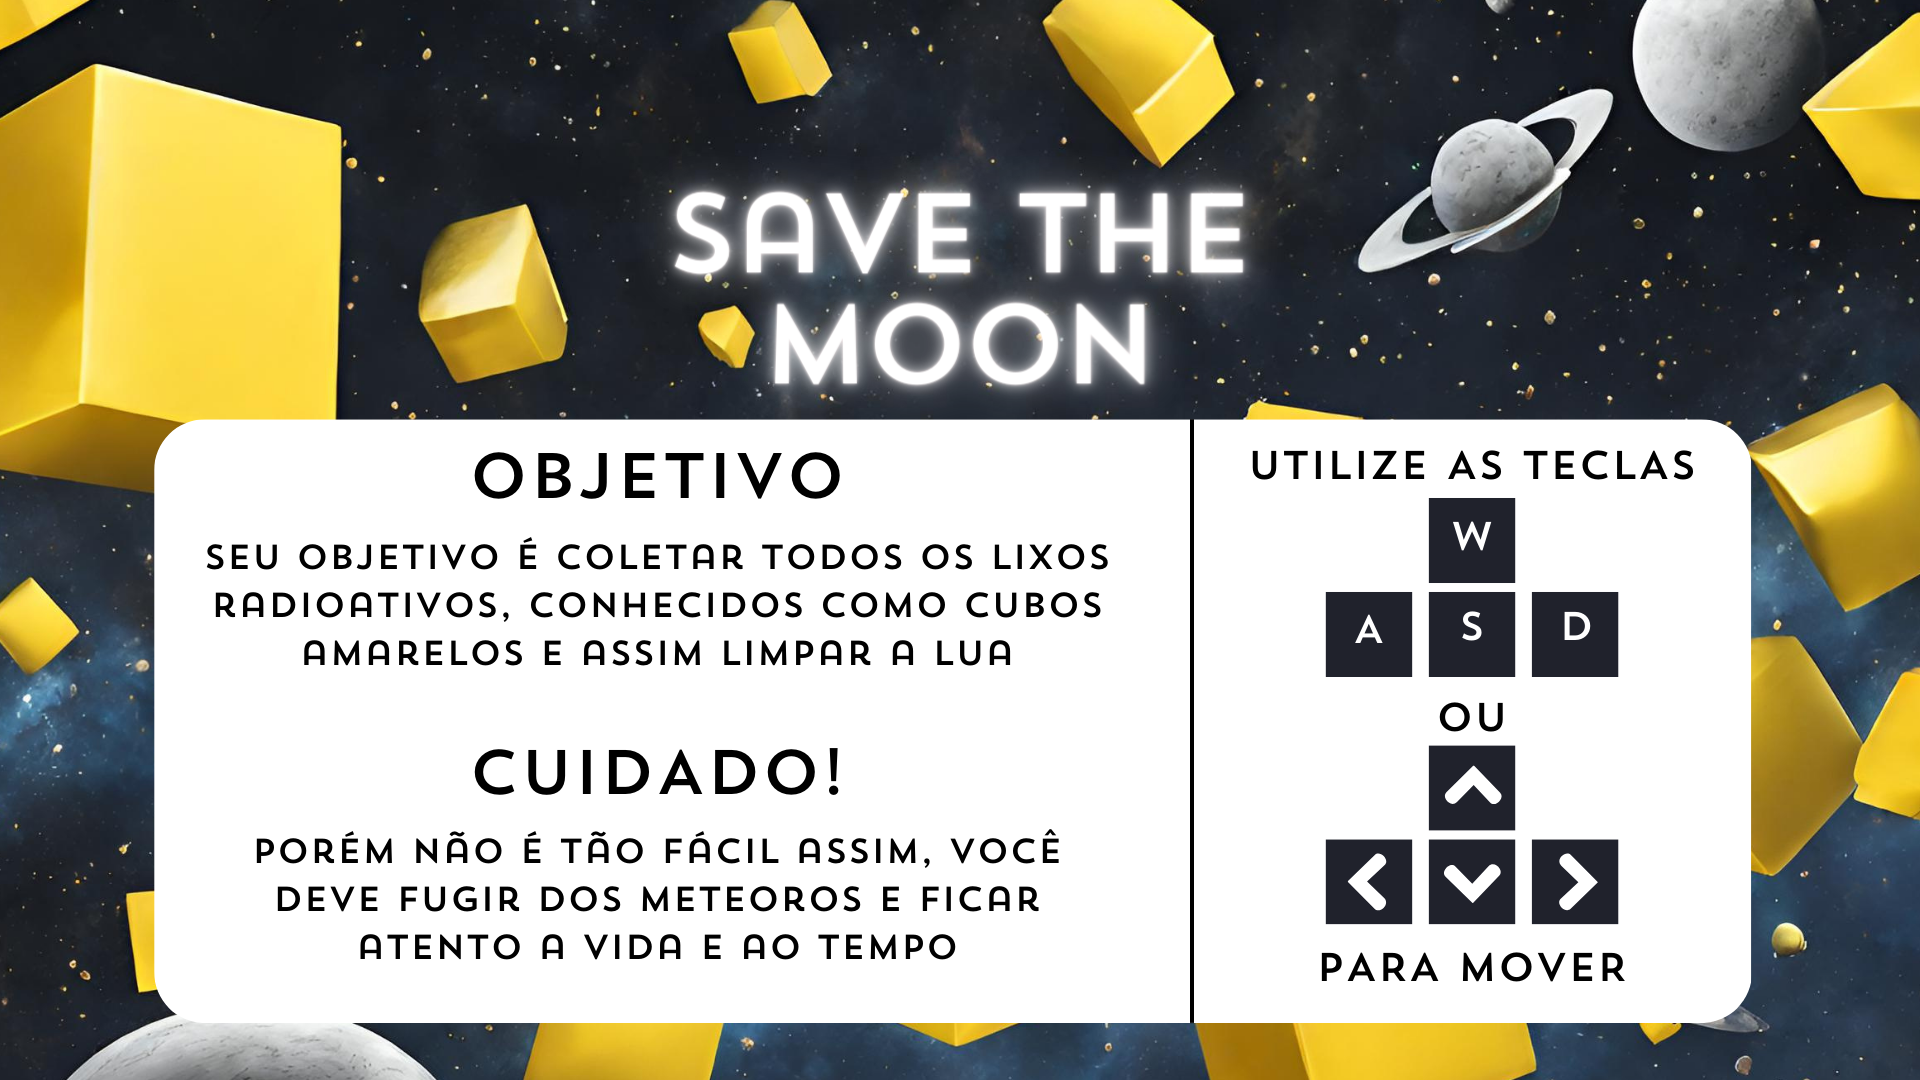 SAVE THE
MOON
OBJETIVO
SEU OBJETIVO É COLETAR TODOS OS LIXOS
RADIOATIVOS, CONHECIDOS COMO CUBOS
AMARELOS E ASSIM LIMPAR A LUA
CUIDADO!
PORÉM NÃO É TÃO FÁCIL ASSIM, VOCÊ
DEVE FUGIR DOS METEOROS E FICAR
ATENTO A VIDA E AO TEMPO
UTILIZE AS TECLAS
W
A S D
OU
PARA MOVER